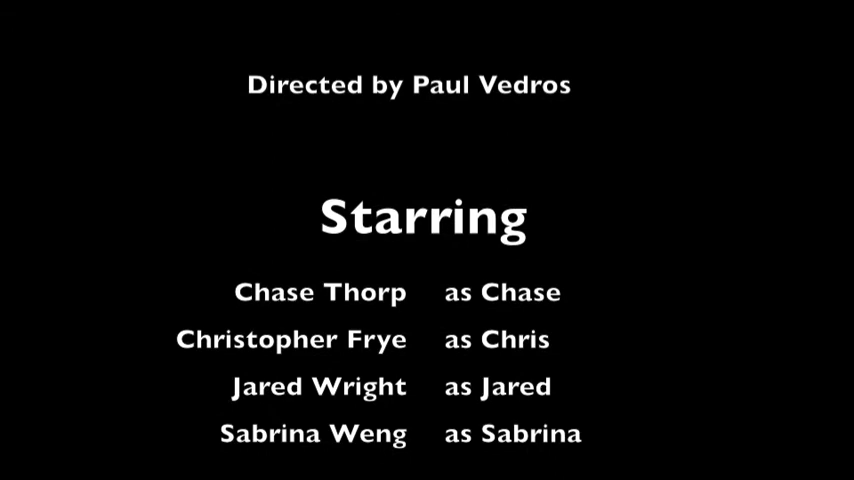 Directed by Paul Vedros
Starring
Chase Thorp as Chase
Christopher Frye as Chris
Jared Wright as Jared
Sabrina Weng as Sabrina